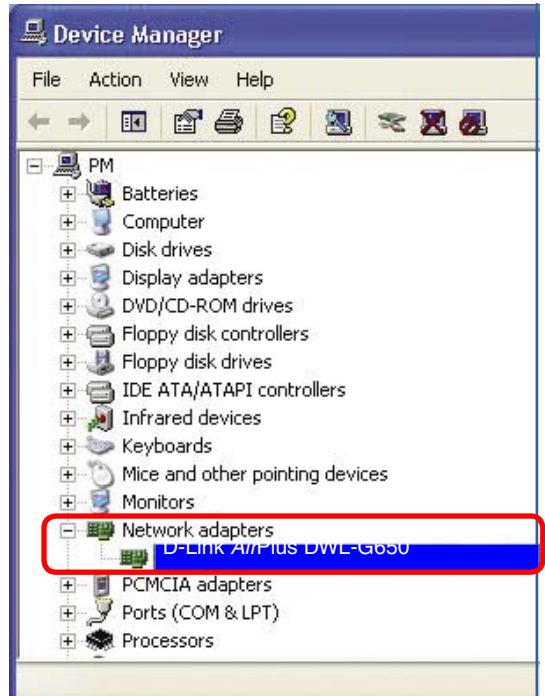 Device Manager
File Action View Help
PM
Batteries
Computer
Disk drives
Display adapters
DVD/CD-ROM drives
Floppy disk controllers
Floppy disk drives
IDE ATA/ATAPI controllers
Infrared devices
Keyboards
Mice and other pointing devices
Monitors
Network adapters
D-Link AirPlus DWL-G650
PCMCIA adapters
Ports (COM & LPT)
Processors